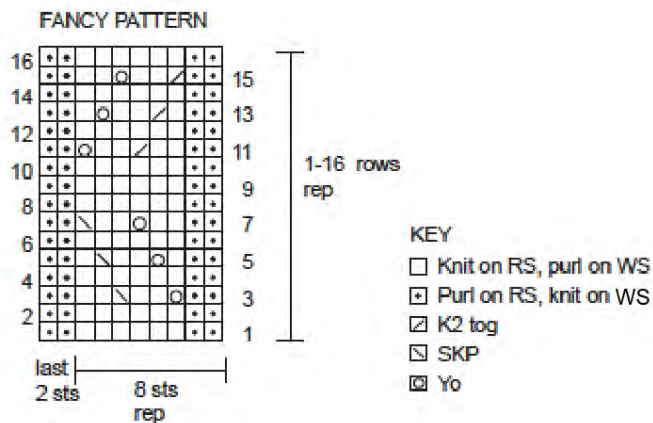 FANCY PATTERN
16
15
14
13
12
11
10
9
8
7
6
5
4
3
2
1
1-16 rows
rep
last
2 sts
8 sts
rep
KEY
Knit on RS, purl on WS
Purl on RS, knit on WS
K2 tog
SKP
Yo